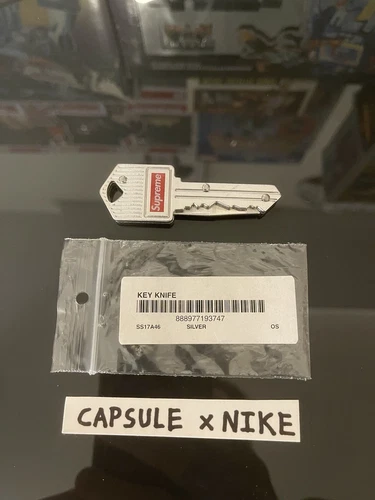 Supreme
KEY KNIFE
888977193747
SS17A46 SILVER OS
CAPSULE x NIKE